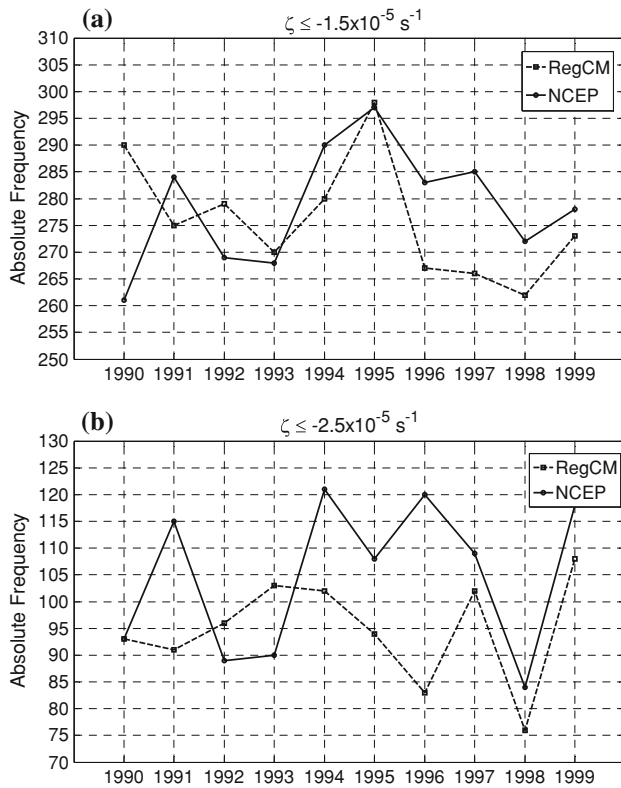 (a)
ζ ≤ -1.5x10⁻⁵ s⁻¹
Absolute Frequency
310
305
300
295
290
285
280
275
270
265
260
255
250
RegCM
NCEP
1990 1991 1992 1993 1994 1995 1996 1997 1998 1999
(b)
ζ ≤ -2.5x10⁻⁵ s⁻¹
Absolute Frequency
130
125
120
115
110
105
100
95
90
85
80
75
70
RegCM
NCEP
1990 1991 1992 1993 1994 1995 1996 1997 1998 1999